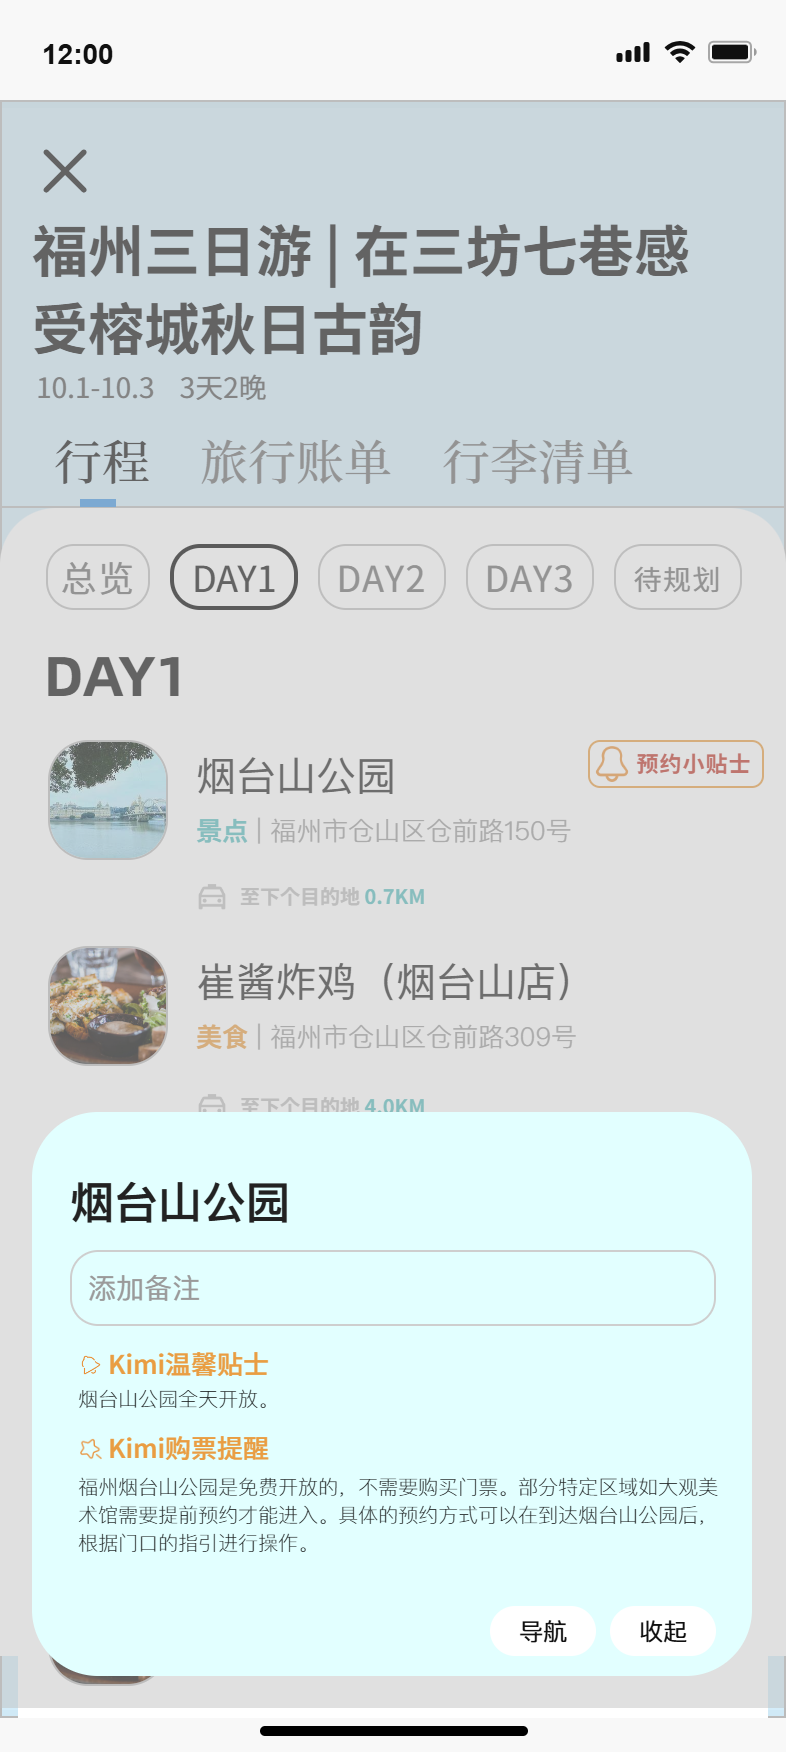 12:00
福州三日游 | 在三坊七巷感
受榕城秋日古韵
10.1-10.3 3天2晚
行程 旅行账单 行李清单
总览 DAY1 DAY2 DAY3 待规划
DAY1
烟台山公园
预约小贴士
景点 | 福州市仓山区仓前路150号
至下个目的地 0.7KM
崔酱炸鸡（烟台山店）
美食 | 福州市仓山区仓前路309号
至下个目的地 4.0KM
烟台山公园
添加备注
Kimi温馨贴士
烟台山公园全天开放。
Kimi购票提醒
福州烟台山公园是免费开放的，不需要购买门票。部分特定区域如大观美
术馆需要提前预约才能进入。具体的预约方式可以在到达烟台山公园后，
根据门口的指引进行操作。
导航 收起